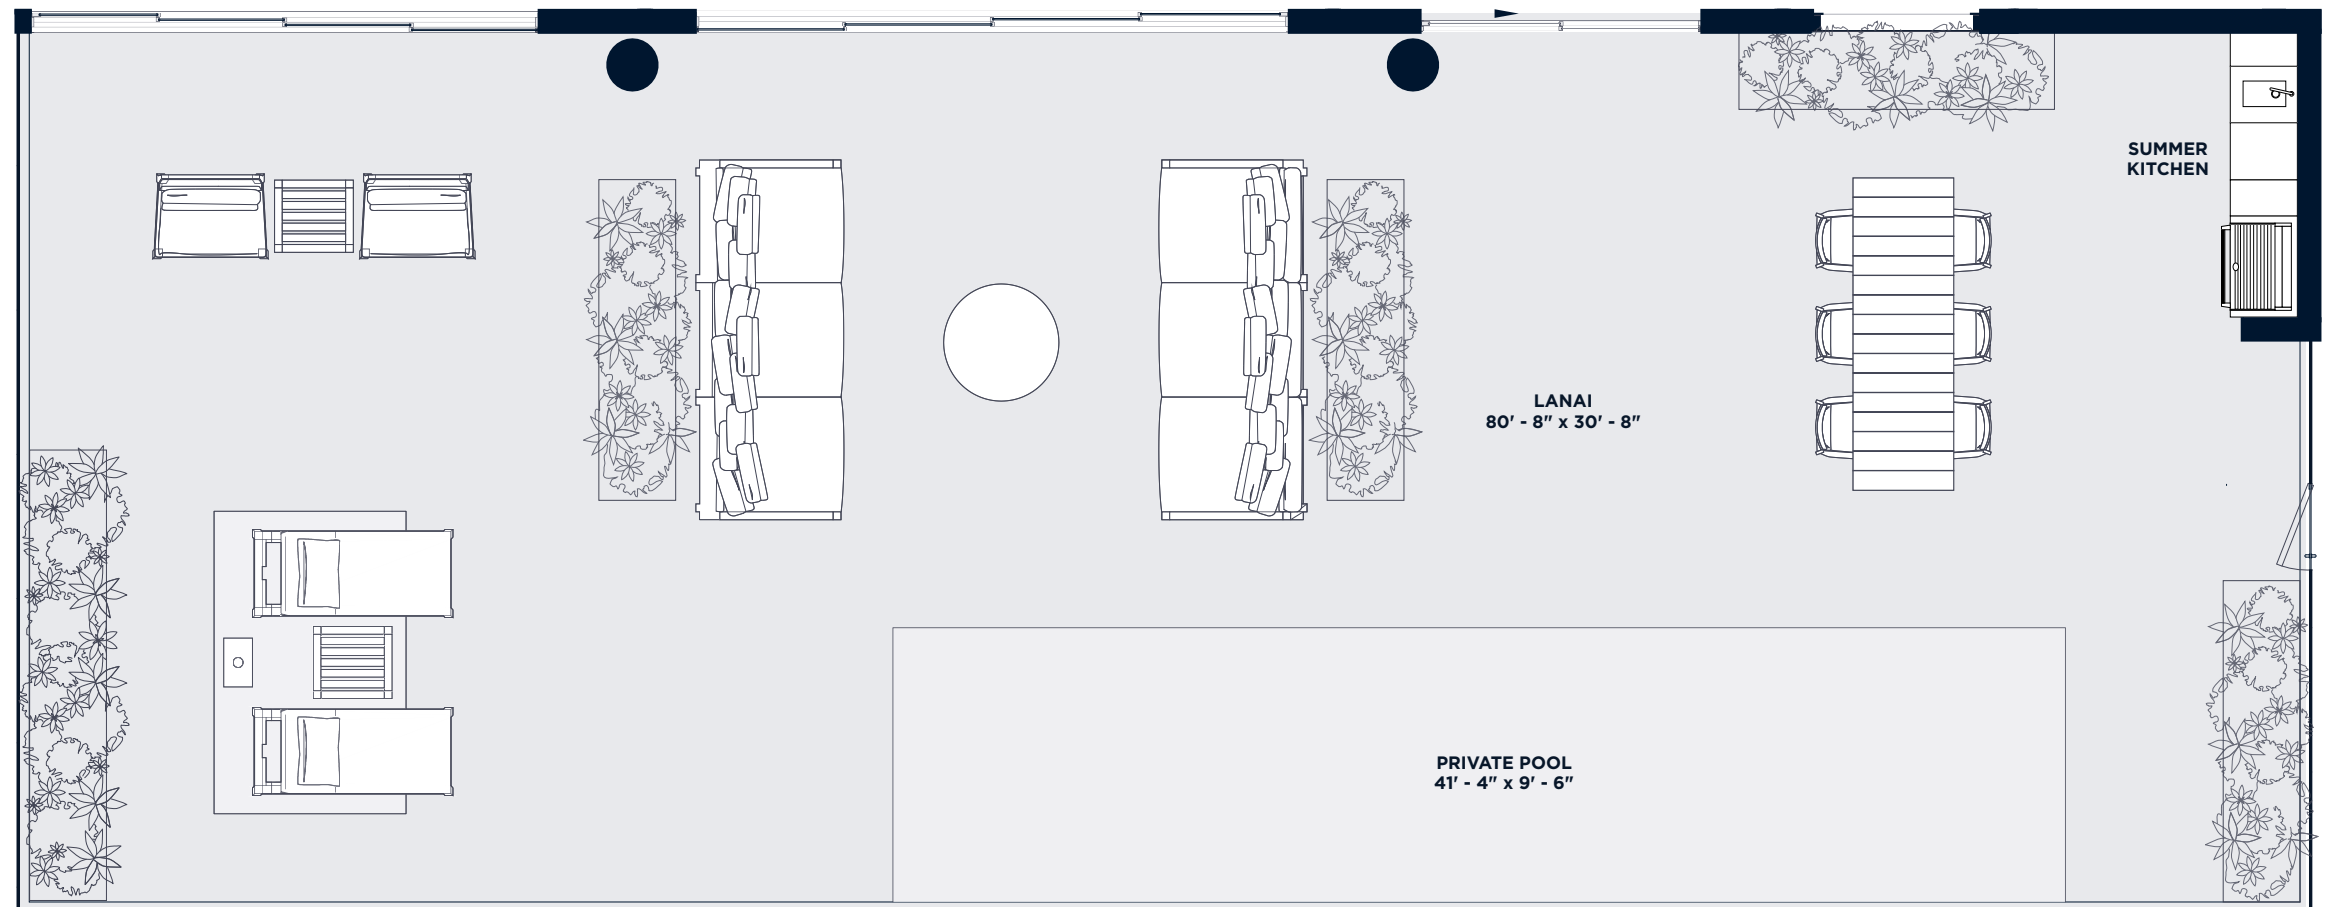 SUMMER
KITCHEN
LANAI
80' - 8" x 30' - 8"
PRIVATE POOL
41' - 4" x 9' - 6"